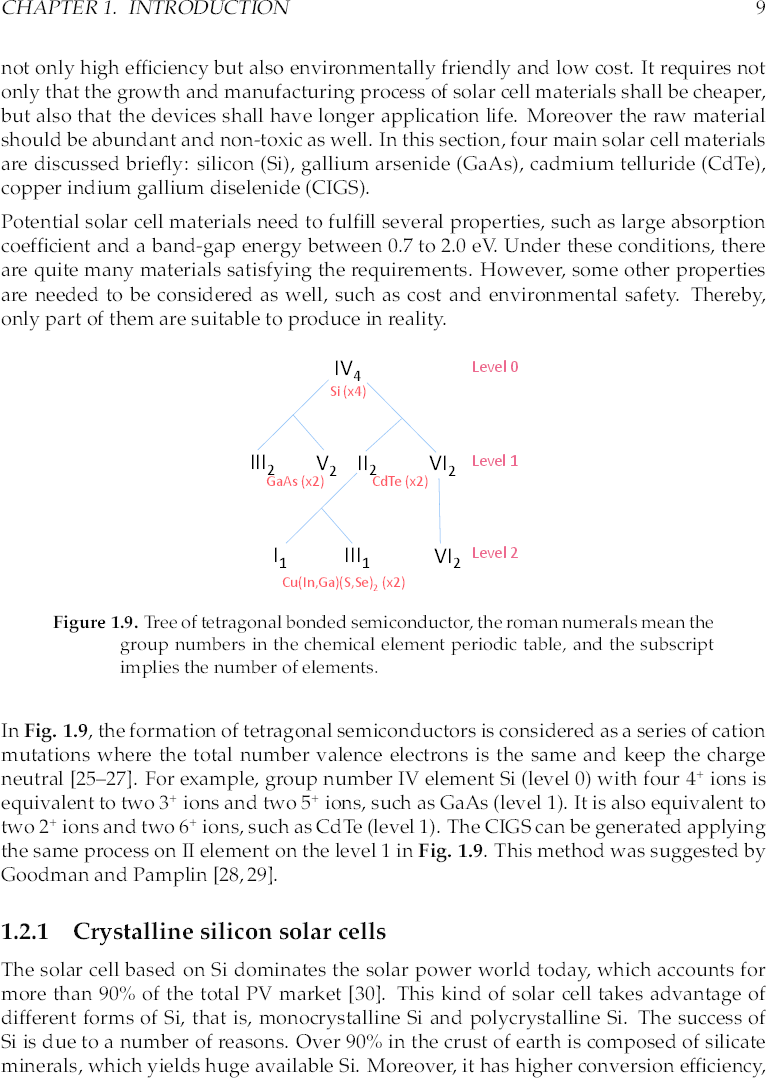 CHAPTER 1. INTRODUCTION 9
not only high efficiency but also environmentally friendly and low cost. It requires not
only that the growth and manufacturing process of solar cell materials shall be cheaper,
but also that the devices shall have longer application life. Moreover the raw material
should be abundant and non-toxic as well. In this section, four main solar cell materials
are discussed briefly: silicon (Si), gallium arsenide (GaAs), cadmium telluride (CdTe),
copper indium gallium diselenide (CIGS).
Potential solar cell materials need to fulfill several properties, such as large absorption
coefficient and a band-gap energy between 0.7 to 2.0 eV. Under these conditions, there
are quite many materials satisfying the requirements. However, some other properties
are needed to be considered as well, such as cost and environmental safety. Thereby,
only part of them are suitable to produce in reality.
IV₄ Level 0
Si (x4)
III₂ V₂ II₂ VI₂ Level 1
GaAs (x2) CdTe (x2)
I₁ III₁ VI₂ Level 2
Cu(In,Ga)(S,Se)₂ (x2)
Figure 1.9. Tree of tetragonal bonded semiconductor, the roman numerals mean the
group numbers in the chemical element periodic table, and the subscript
implies the number of elements.
In Fig. 1.9, the formation of tetragonal semiconductors is considered as a series of cation
mutations where the total number valence electrons is the same and keep the charge
neutral [25–27]. For example, group number IV element Si (level 0) with four 4⁺ ions is
equivalent to two 3⁺ ions and two 5⁺ ions, such as GaAs (level 1). It is also equivalent to
two 2⁺ ions and two 6⁺ ions, such as CdTe (level 1). The CIGS can be generated applying
the same process on II element on the level 1 in Fig. 1.9. This method was suggested by
Goodman and Pamplin [28, 29].
1.2.1 Crystalline silicon solar cells
The solar cell based on Si dominates the solar power world today, which accounts for
more than 90% of the total PV market [30]. This kind of solar cell takes advantage of
different forms of Si, that is, monocrystalline Si and polycrystalline Si. The success of
Si is due to a number of reasons. Over 90% in the crust of earth is composed of silicate
minerals, which yields huge available Si. Moreover, it has higher conversion efficiency,